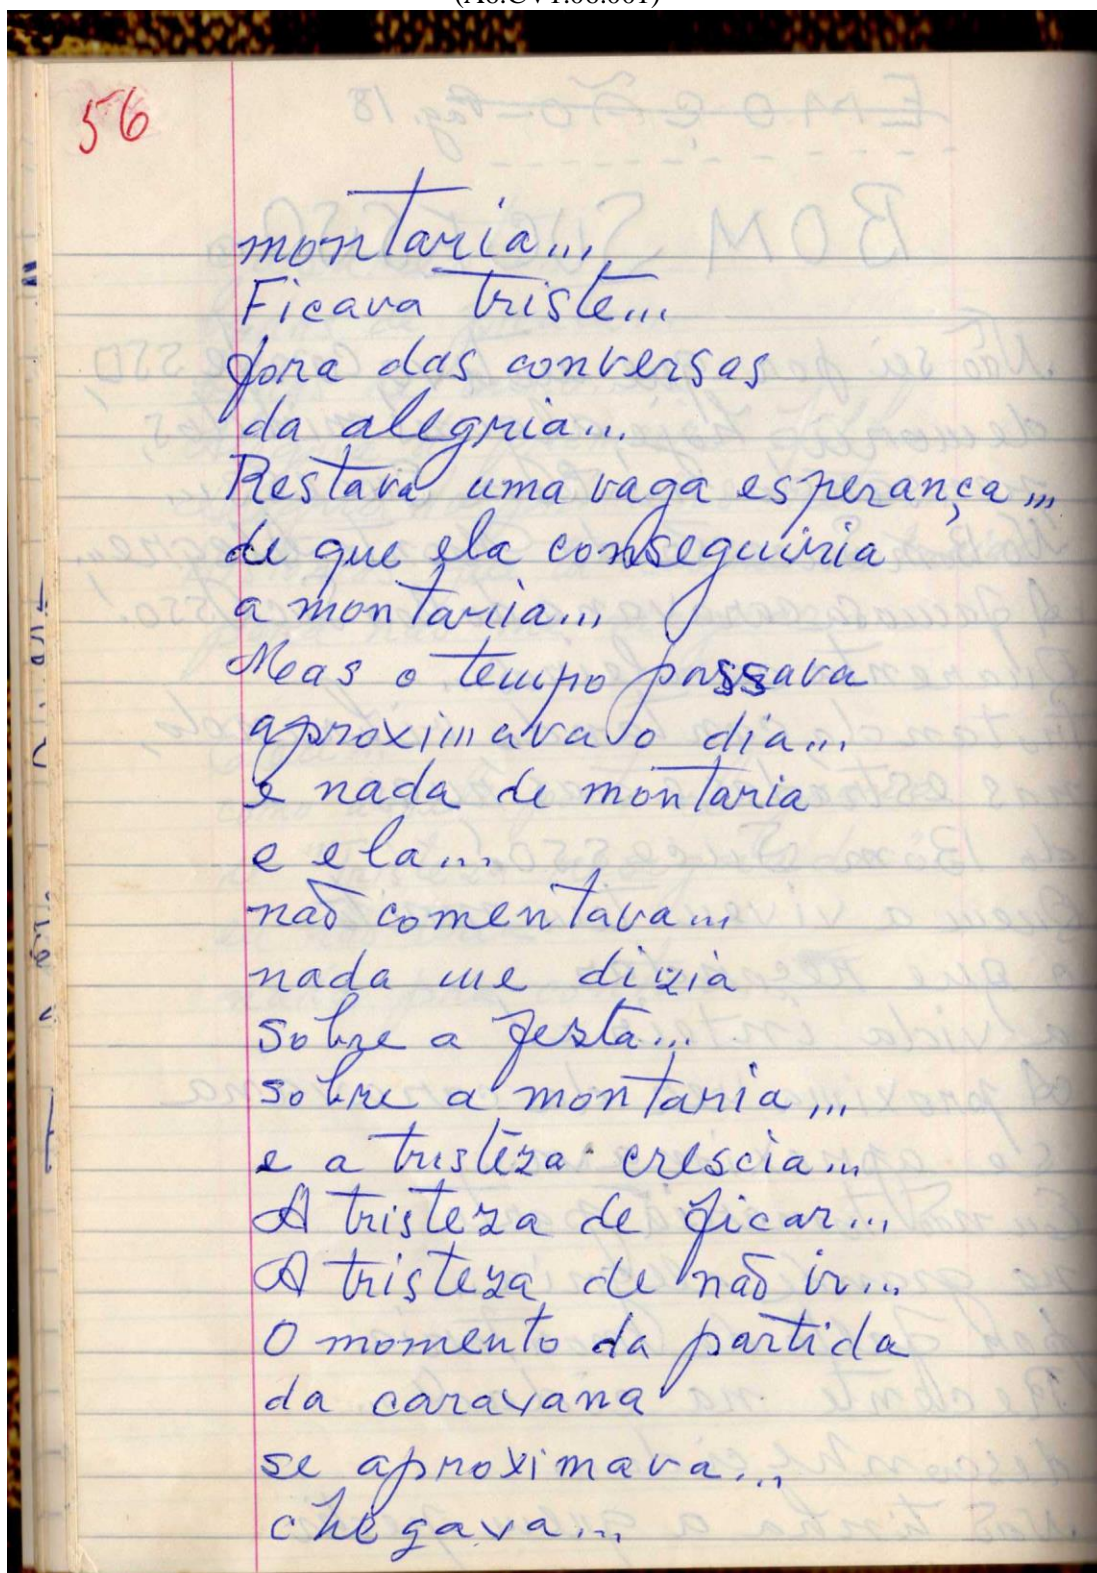 56
montaria...
Ficava triste...
fora das conversas
da alegria...
Restava uma vaga esperança...
de que ela conseguiria
a montaria...
Mas o tempo passava
aproximava o dia...
e nada de montaria
e ela...
não comentava...
nada me dizia
sobre a festa...
sobre a montaria...
e a tristeza crescia...
A tristeza de ficar...
A tristeza de não ir...
O momento da partida
da caravana
se aproximava...
chegava...